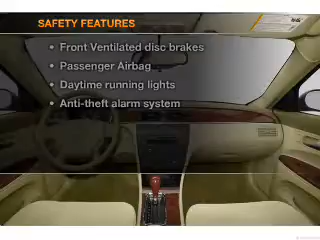 SAFETY FEATURES
• Front Ventilated disc brakes
• Passenger Airbag
• Daytime running lights
• Anti-theft alarm system